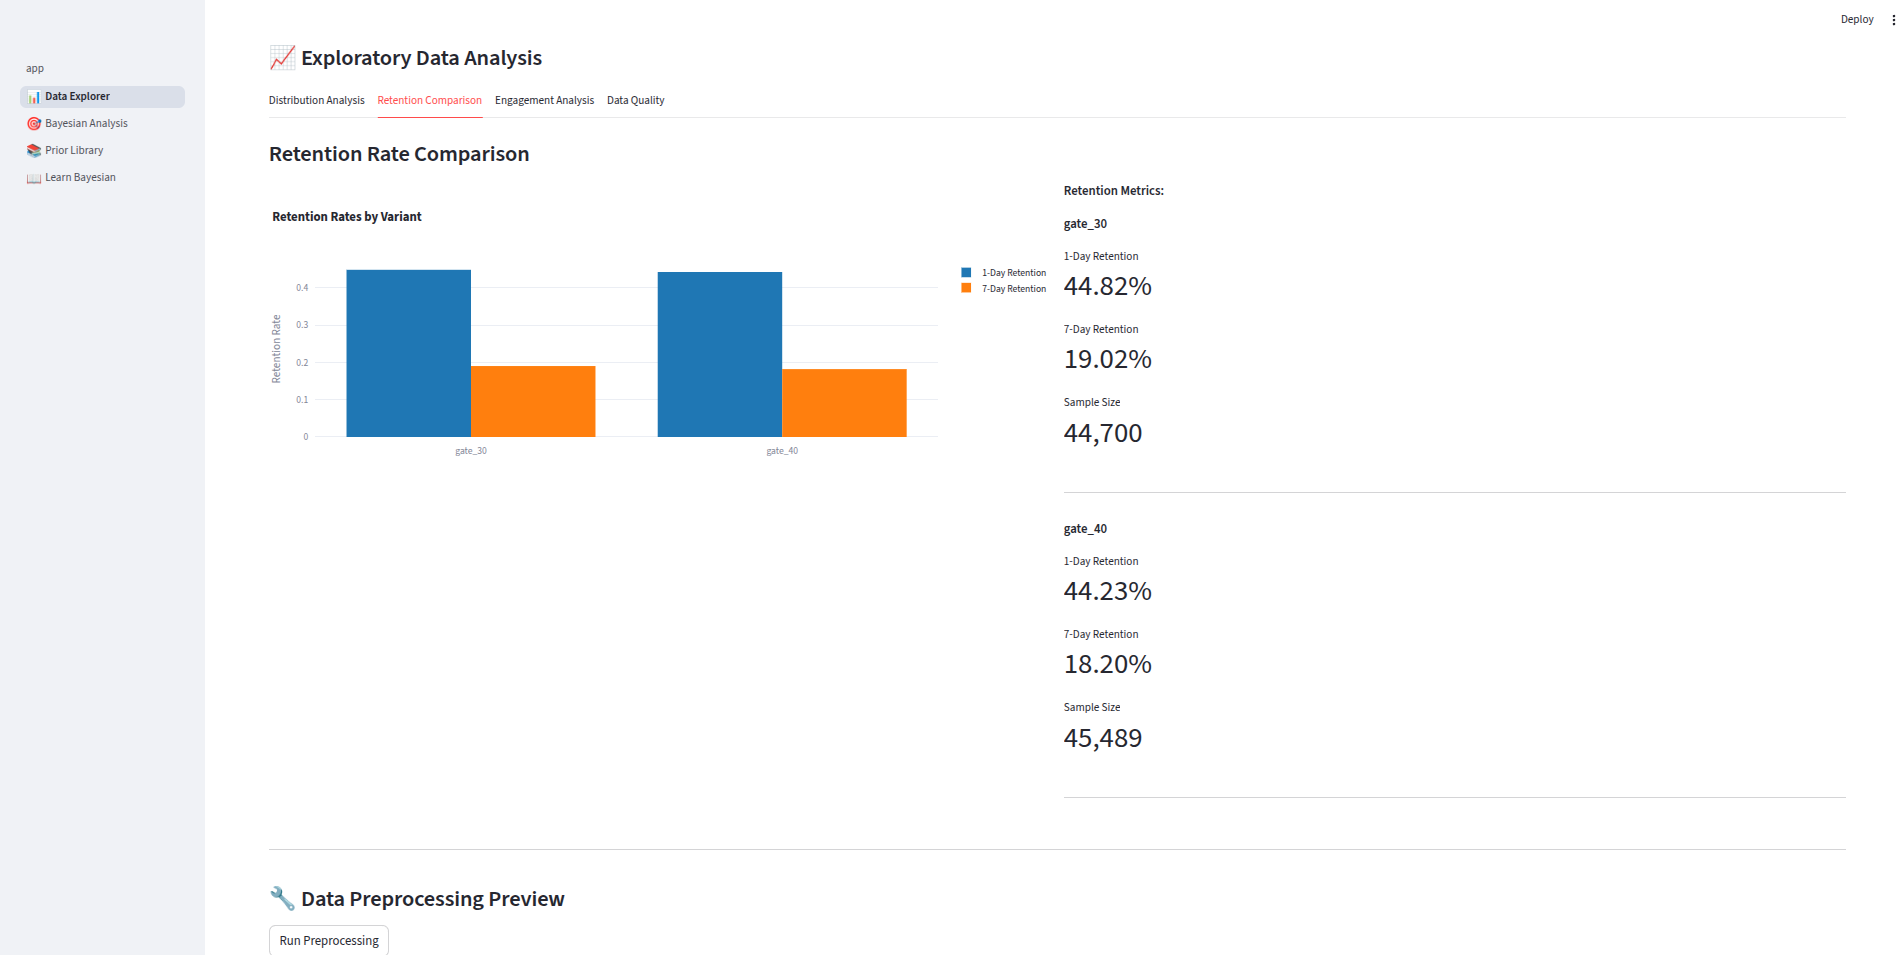 Deploy
app
Data Explorer
Bayesian Analysis
Prior Library
Learn Bayesian
Exploratory Data Analysis
Distribution Analysis Retention Comparison Engagement Analysis Data Quality
Retention Rate Comparison
Retention Rates by Variant
Retention Rate
0.4
0.3
0.2
0.1
0
gate_30 gate_40
1-Day Retention
7-Day Retention
Retention Metrics:
gate_30
1-Day Retention
44.82%
7-Day Retention
19.02%
Sample Size
44,700
gate_40
1-Day Retention
44.23%
7-Day Retention
18.20%
Sample Size
45,489
Data Preprocessing Preview
Run Preprocessing